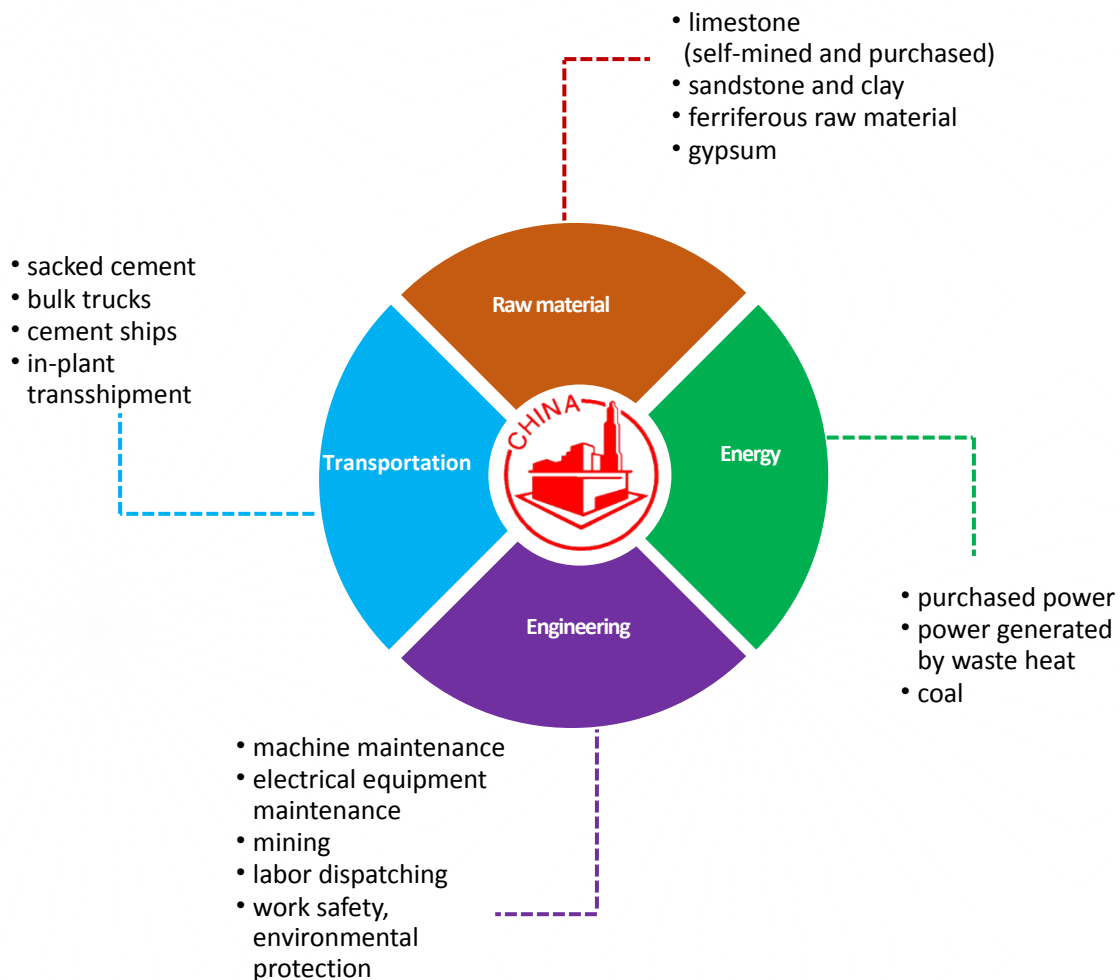 • limestone
(self-mined and purchased)
• sandstone and clay
• ferriferous raw material
• gypsum
• sacked cement
• bulk trucks
• cement ships
• in-plant
transshipment
Raw material
CHINA
Transportation
Energy
Engineering
• purchased power
• power generated
by waste heat
• coal
• machine maintenance
• electrical equipment
maintenance
• mining
• labor dispatching
• work safety,
environmental
protection